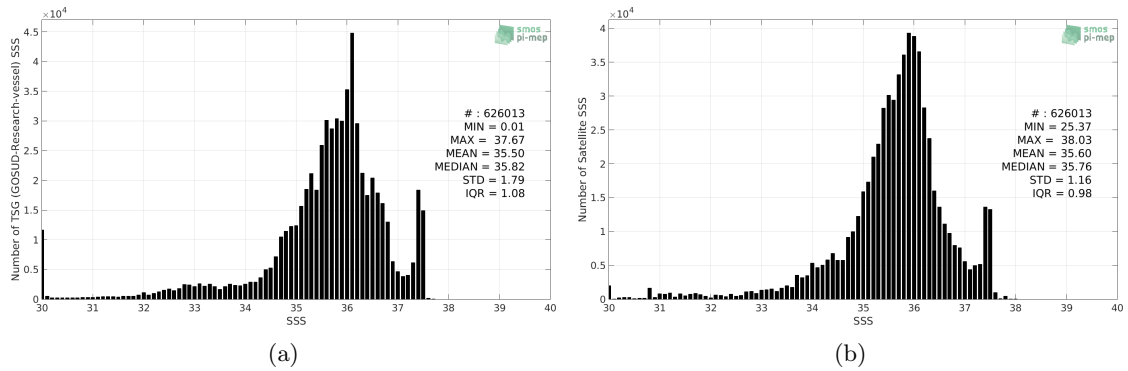 ×10⁴
4.5
4
3.5
3
2.5
2
1.5
1
0.5
0
Number of TSG (GOSUD-Research-vessel) SSS
smos
pi-mep
# : 626013
MIN = 0.01
MAX = 37.67
MEAN = 35.50
MEDIAN = 35.82
STD = 1.79
IQR = 1.08
30 31 32 33 34 35 36 37 38 39 40
SSS
(a)
×10⁴
4
3.5
3
2.5
2
1.5
1
0.5
0
Number of Satellite SSS
smos
pi-mep
# : 626013
MIN = 25.37
MAX = 38.03
MEAN = 35.60
MEDIAN = 35.76
STD = 1.16
IQR = 0.98
30 31 32 33 34 35 36 37 38 39 40
SSS
(b)